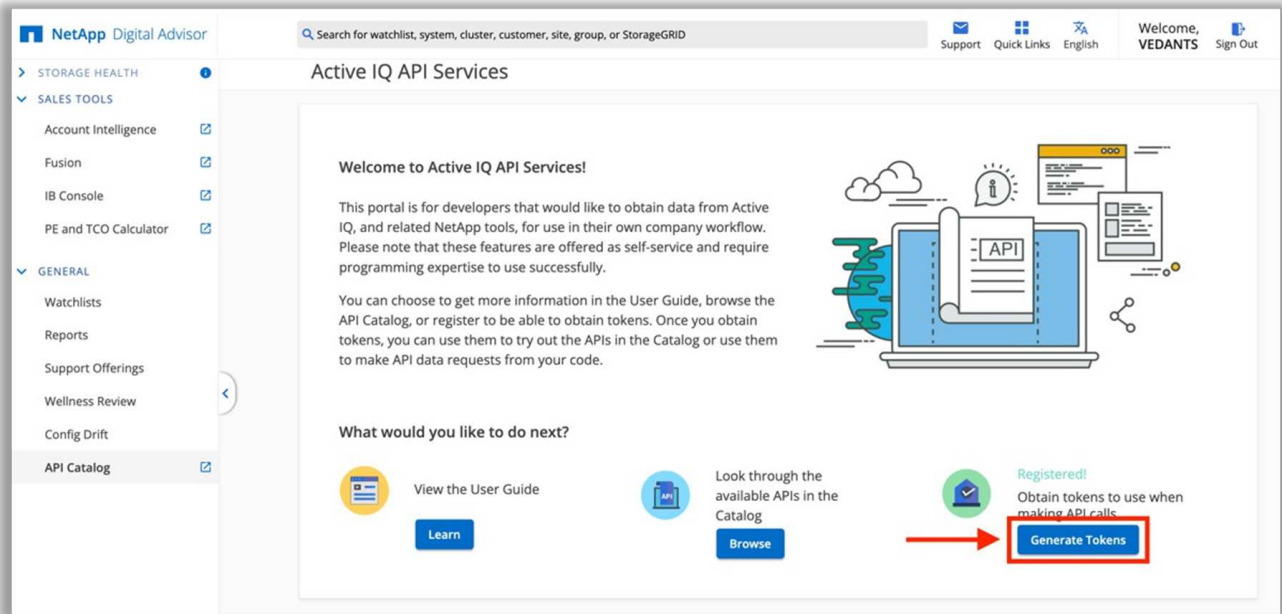 NetApp Digital Advisor
Search for watchlist, system, cluster, customer, site, group, or StorageGRID
Support
Quick Links
English
Welcome,
VEDANTS
Sign Out
STORAGE HEALTH
SALES TOOLS
Account Intelligence
Fusion
IB Console
PE and TCO Calculator
GENERAL
Watchlists
Reports
Support Offerings
Wellness Review
Config Drift
API Catalog
Active IQ API Services
Welcome to Active IQ API Services!
This portal is for developers that would like to obtain data from Active
IQ, and related NetApp tools, for use in their own company workflow.
Please note that these features are offered as self-service and require
programming expertise to use successfully.
You can choose to get more information in the User Guide, browse the
API Catalog, or register to be able to obtain tokens. Once you obtain
tokens, you can use them to try out the APIs in the Catalog or use them
to make API data requests from your code.
API
What would you like to do next?
View the User Guide
Learn
API
Look through the
available APIs in the
Catalog
Browse
Registered!
Obtain tokens to use when
making API calls
Generate Tokens